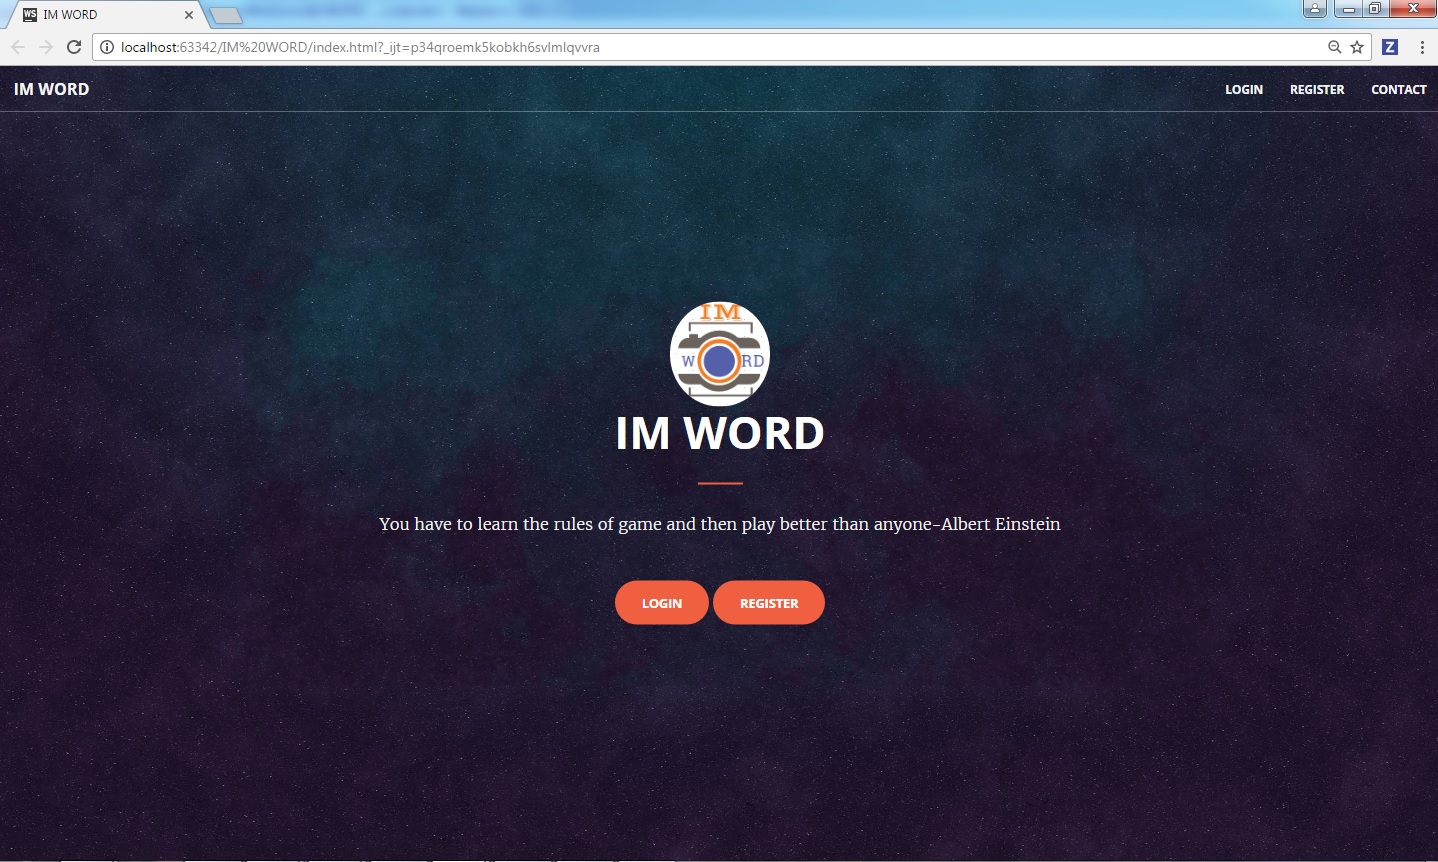 WS IM WORD
localhost:63342/IM%20WORD/index.html?_ijt=p34qroemk5kobkh6svlmlqvvra
Z
IM WORD
LOGIN REGISTER CONTACT
IM
W RD
IM WORD
You have to learn the rules of game and then play better than anyone-Albert Einstein
LOGIN REGISTER